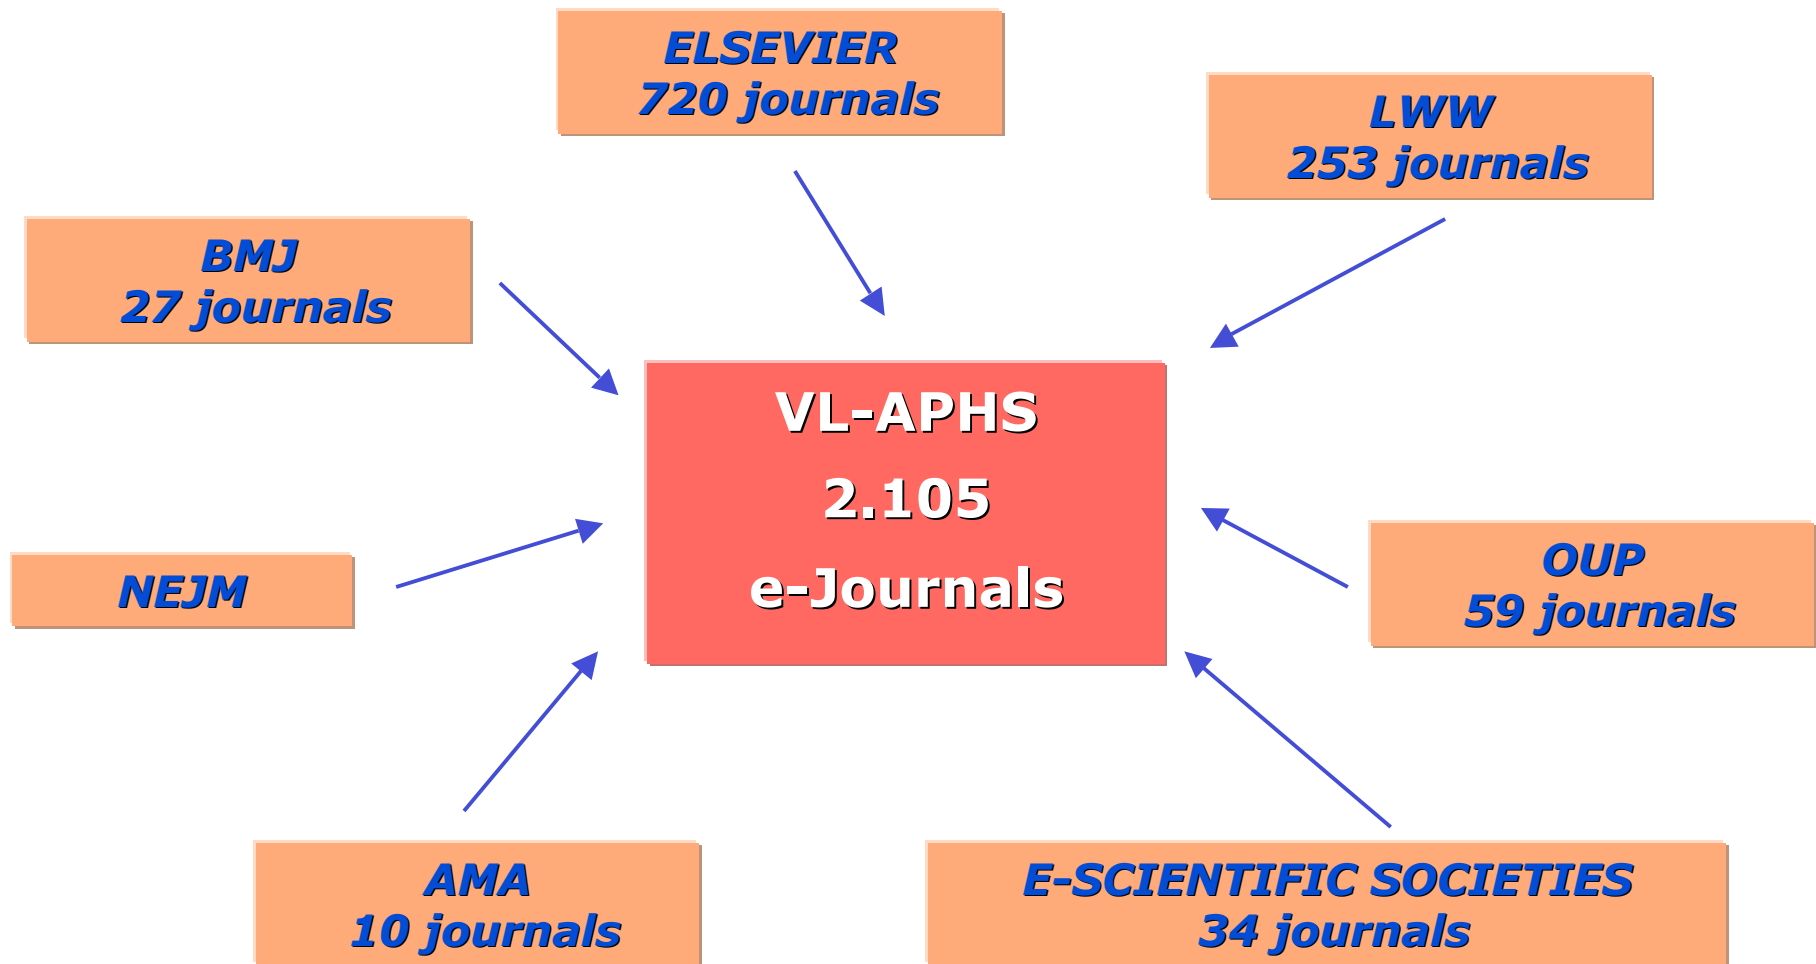 ELSEVIER
720 journals
LWW
253 journals
BMJ
27 journals
VL-APHS
2.105
e-Journals
NEJM
OUP
59 journals
AMA
10 journals
E-SCIENTIFIC SOCIETIES
34 journals